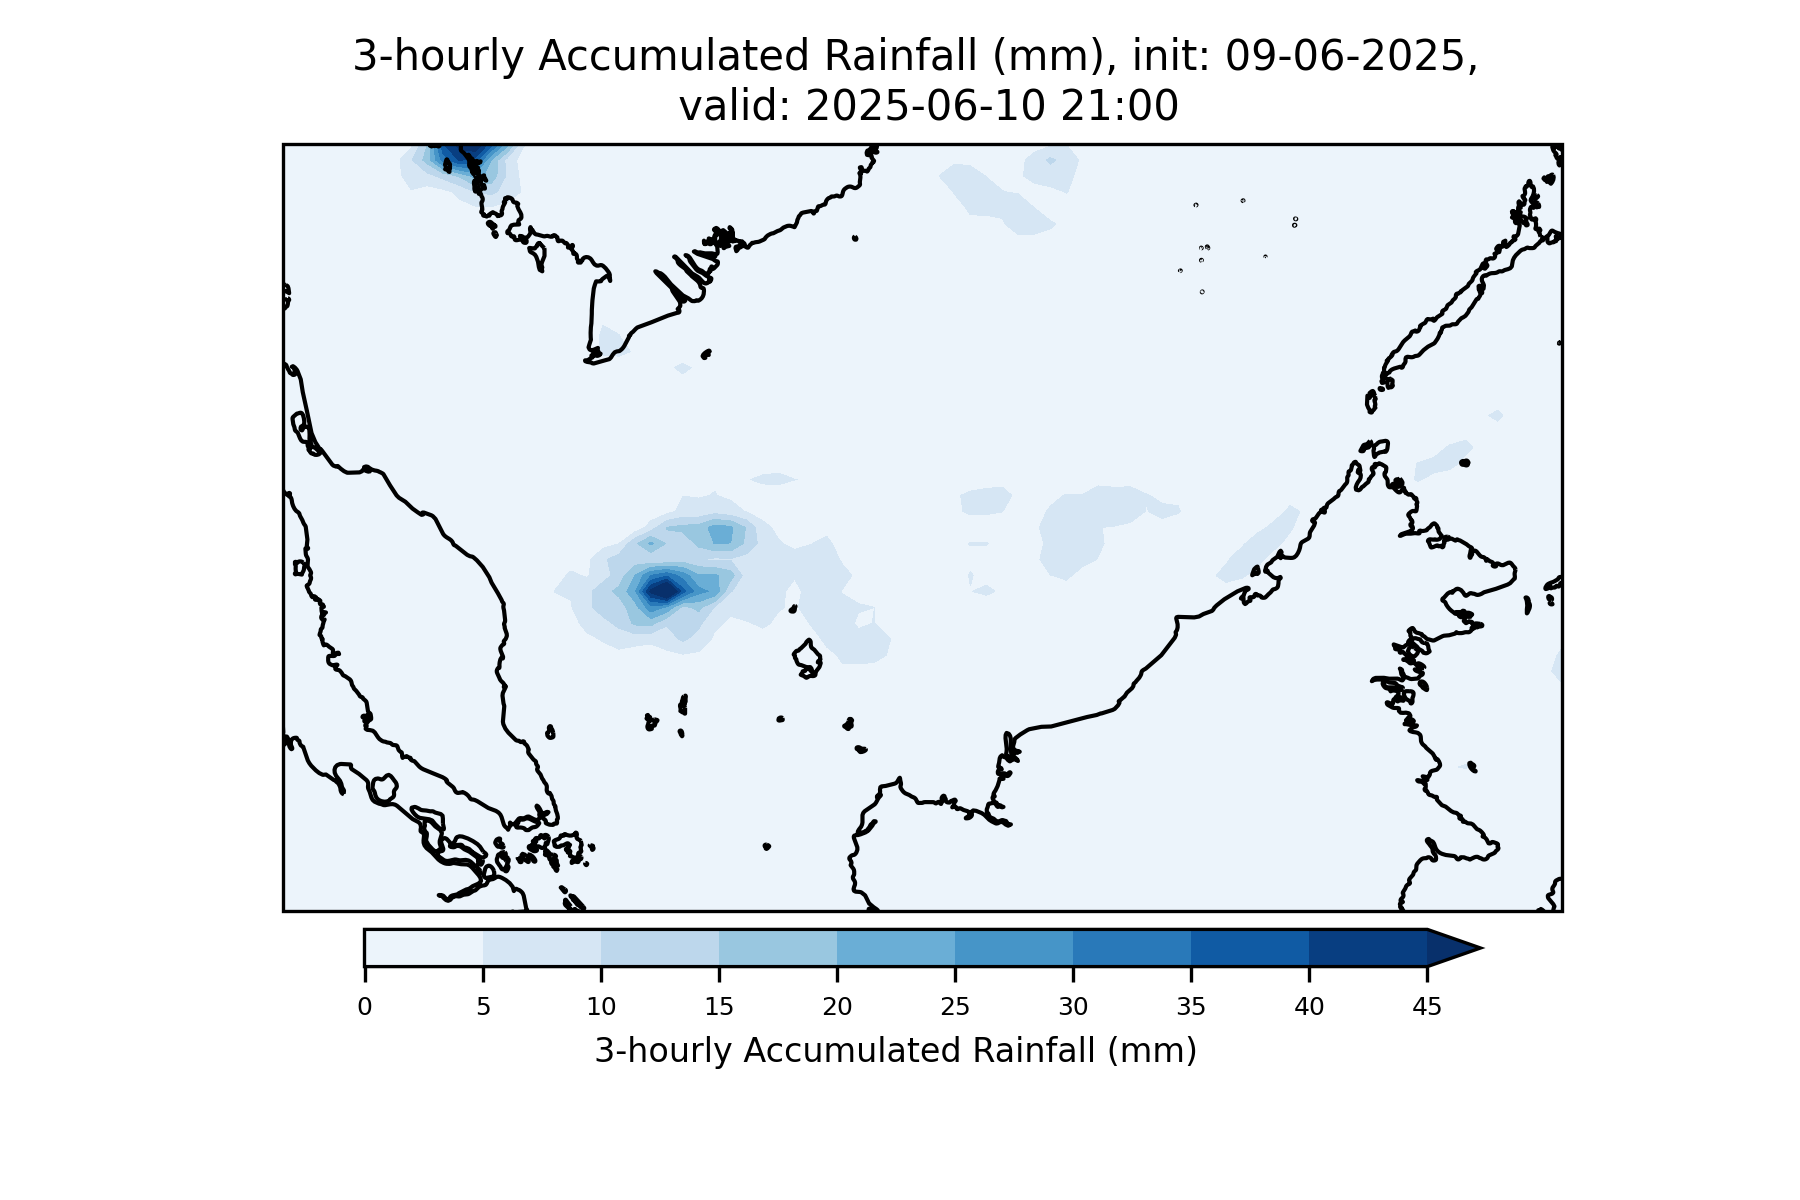 3-hourly Accumulated Rainfall (mm), init: 09-06-2025,
valid: 2025-06-10 21:00
0 5 10 15 20 25 30 35 40 45
3-hourly Accumulated Rainfall (mm)